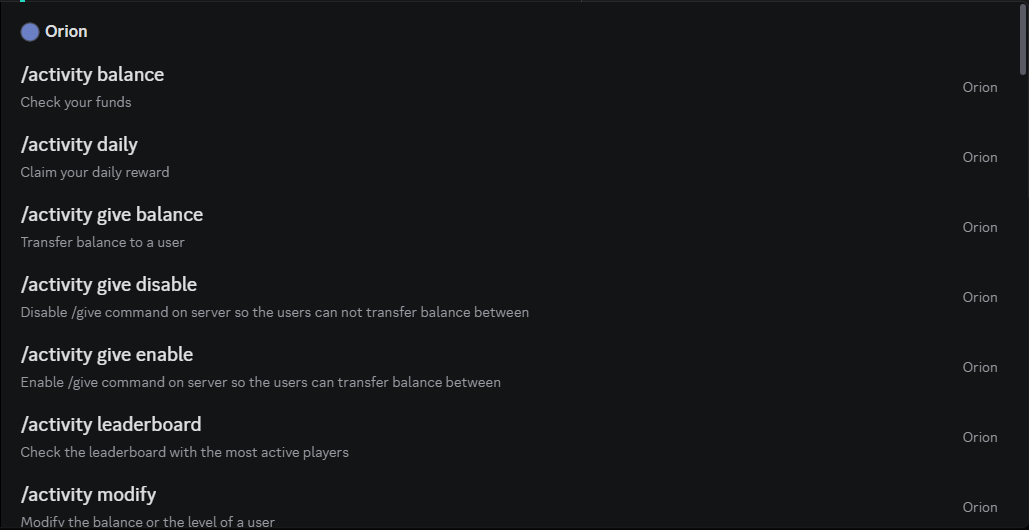 Orion
/activity balance
Check your funds
Orion
/activity daily
Claim your daily reward
Orion
/activity give balance
Transfer balance to a user
Orion
/activity give disable
Disable /give command on server so the users can not transfer balance between
Orion
/activity give enable
Enable /give command on server so the users can transfer balance between
Orion
/activity leaderboard
Check the leaderboard with the most active players
Orion
/activity modify
Modify the balance or the level of a user
Orion